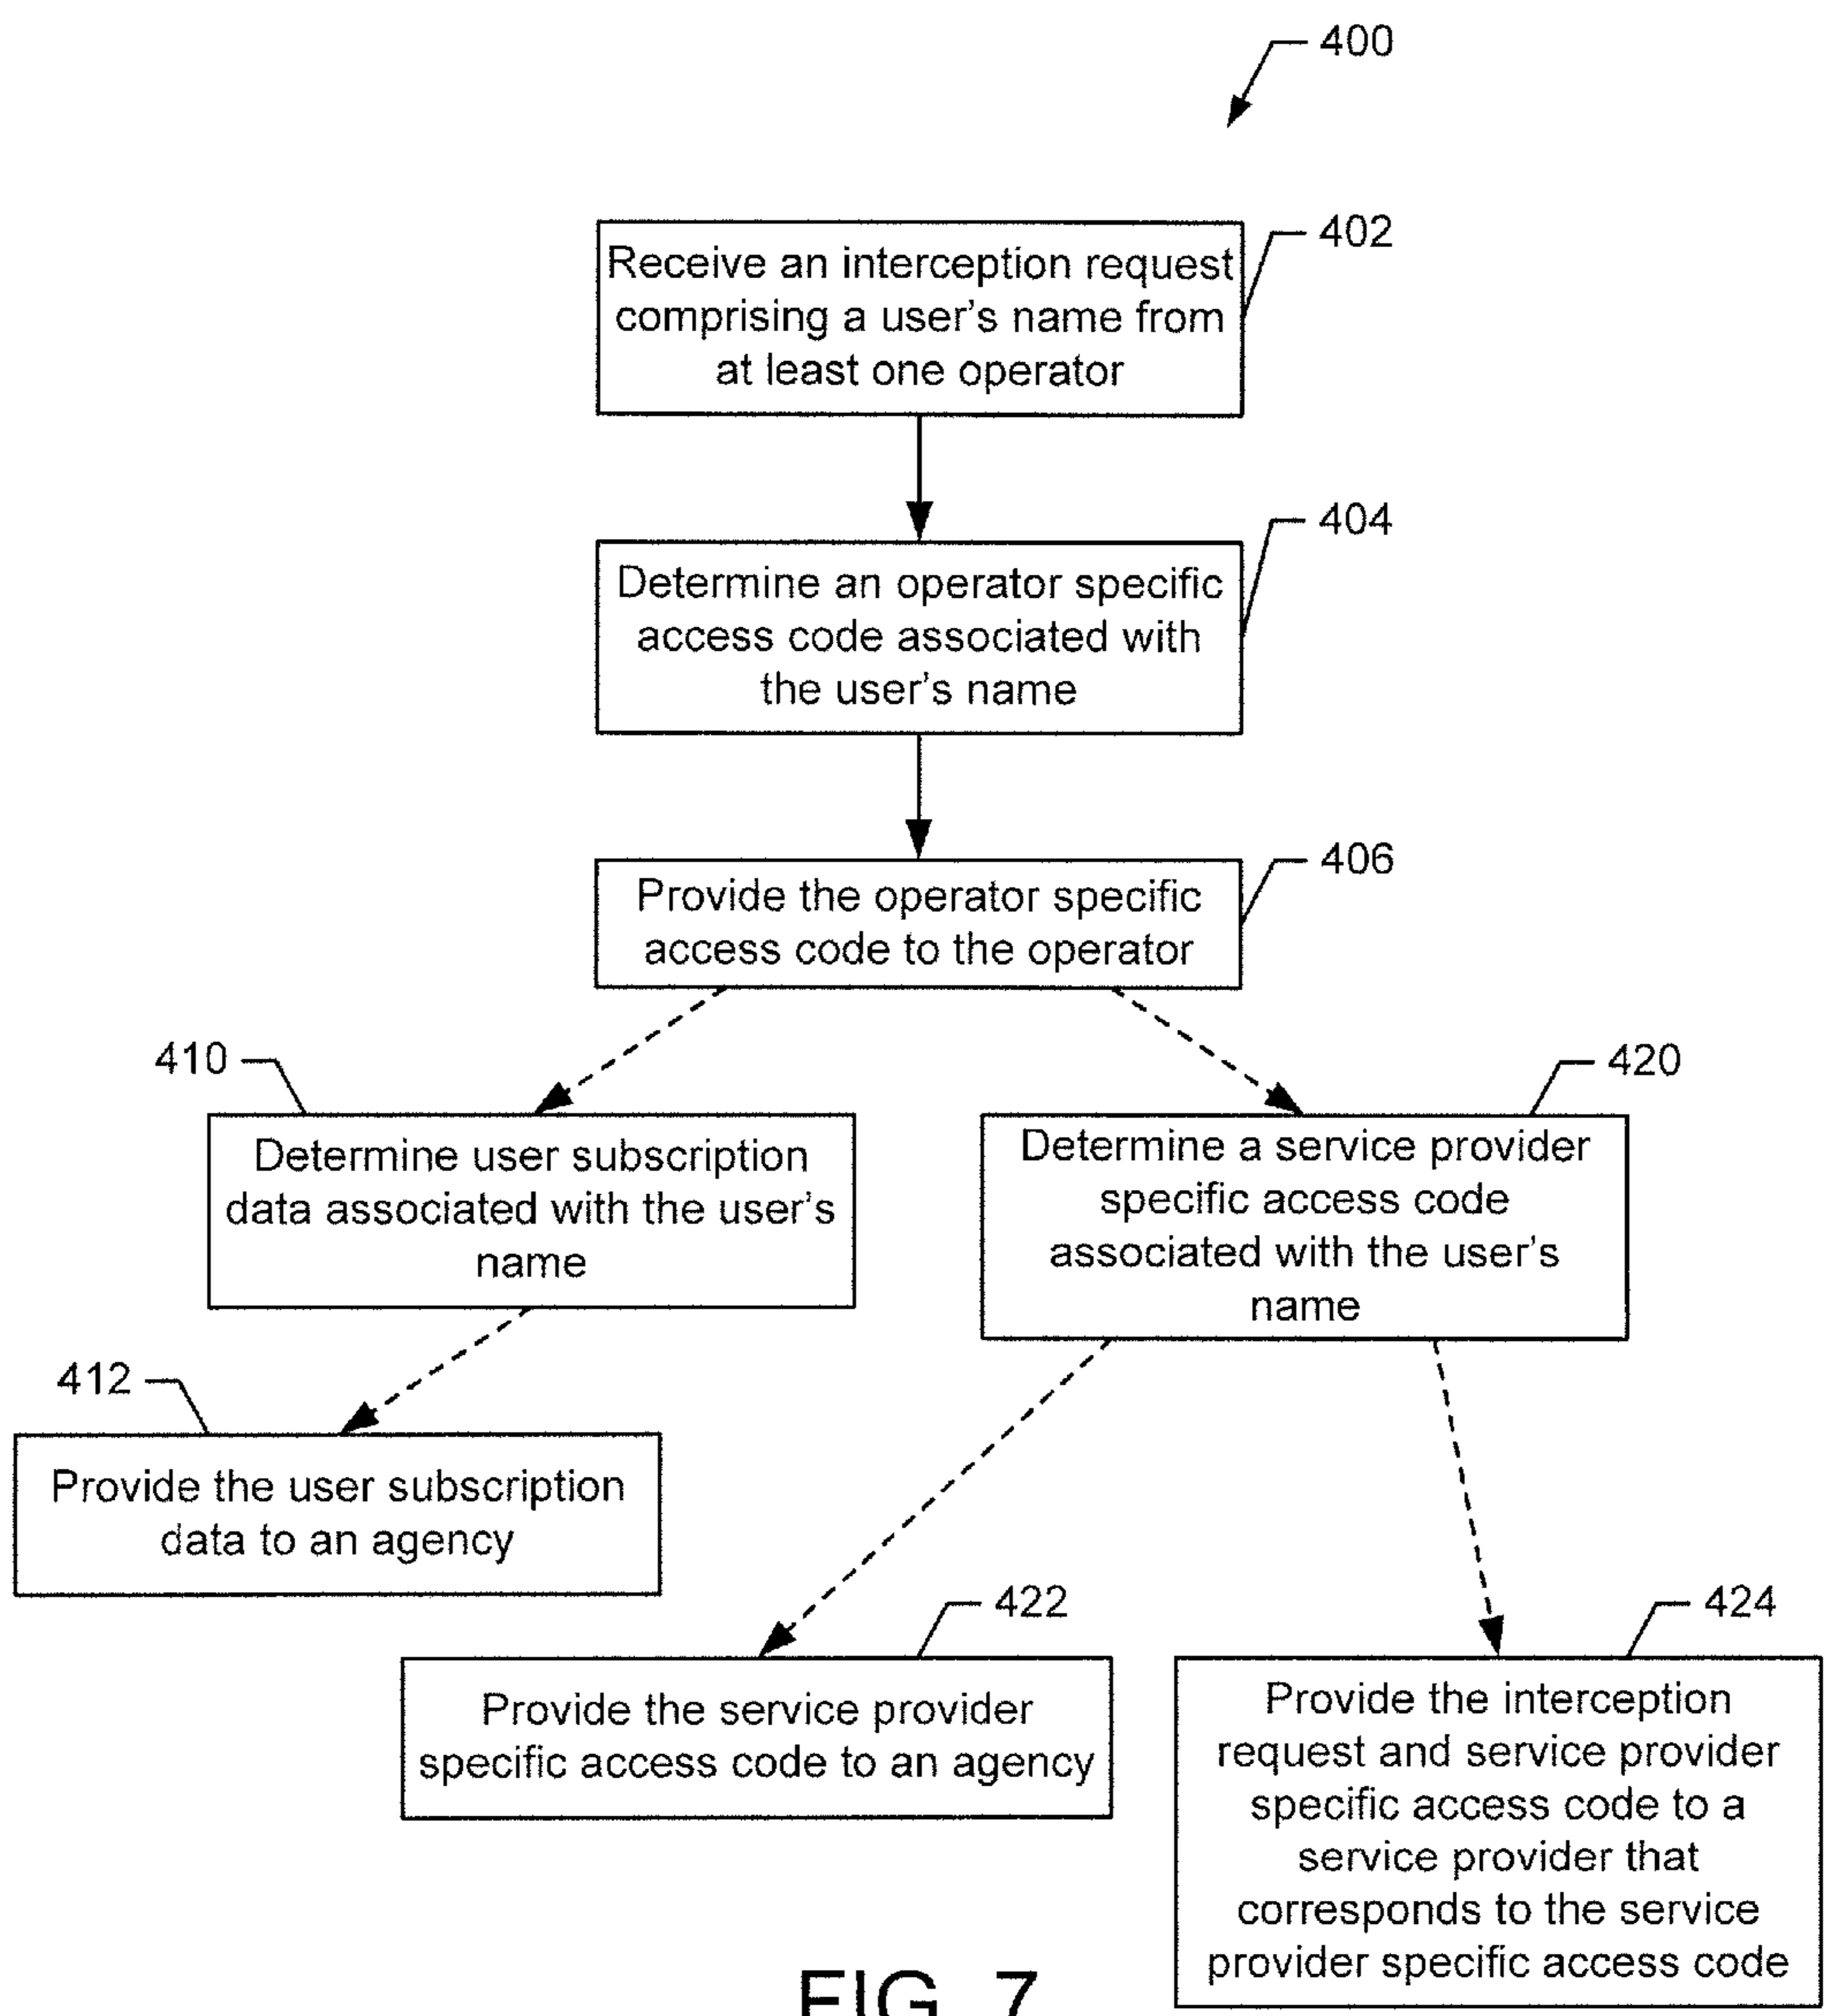 400
402
Receive an interception request
comprising a user's name from
at least one operator
404
Determine an operator specific
access code associated with
the user's name
406
Provide the operator specific
access code to the operator
410
Determine user subscription
data associated with the user's
name
420
Determine a service provider
specific access code
associated with the user's
name
412
Provide the user subscription
data to an agency
422
Provide the service provider
specific access code to an agency
424
Provide the interception
request and service provider
specific access code to a
service provider that
corresponds to the service
provider specific access code
FIG. 7